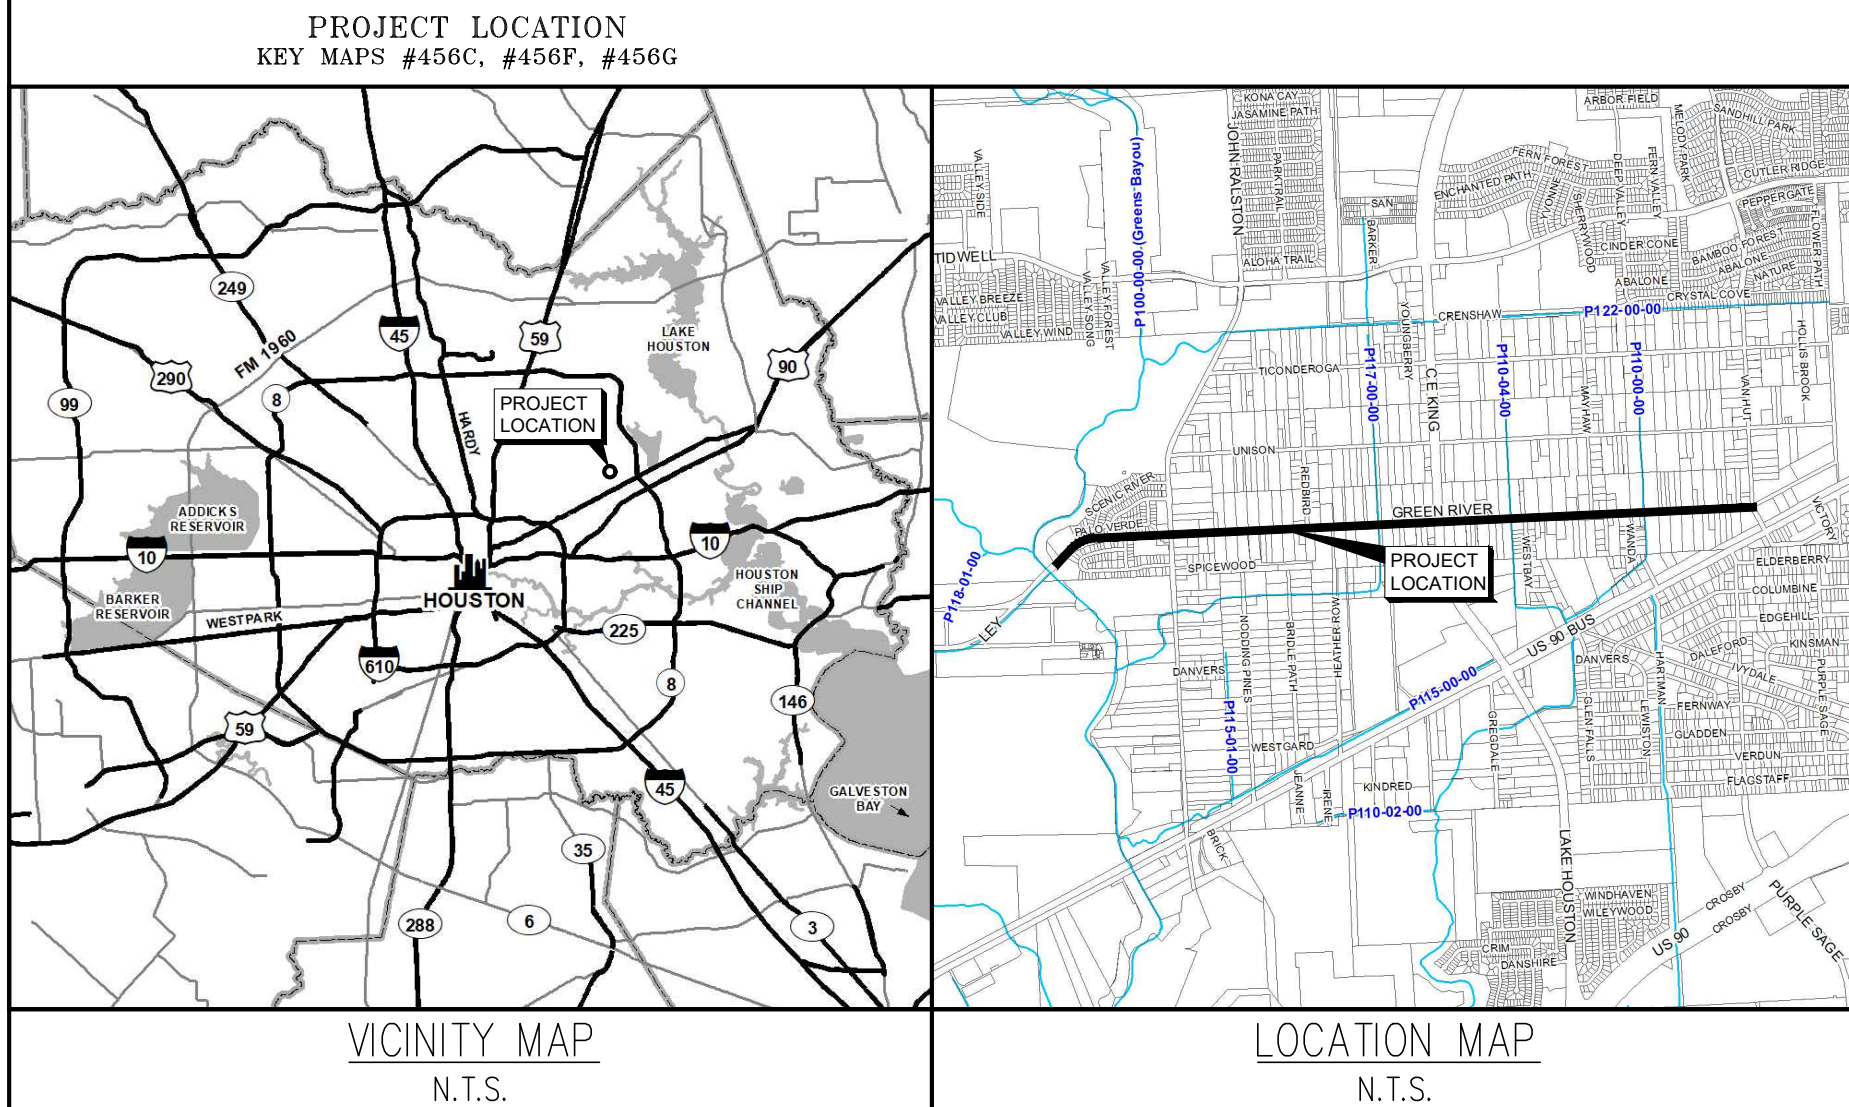 PROJECT LOCATION
KEY MAPS #456C, #456F, #456G
249
45
59
LAKE
HOUSTON
FM 1960
290
90
99
8
HARDY
PROJECT
LOCATION
ADDICKS
RESERVOIR
10
10
HOUSTON
SHIP
CHANNEL
BARKER
RESERVOIR
HOUSTON
WESTPARK
225
610
8
146
59
45
GALVESTON
BAY
35
288
6
3
VICINITY MAP
N.T.S.
KONA CAY
JASAMINE PATH
ARBOR FIELD
MELODY PARK
SANDHILL PARK
JOHN RALSTON
P100-00-00 (Greens Bayou)
VALLEY SIDE
PARK TRAIL
FERN FOREST
DEEP VALLEY
FERN VALLEY
CUTLER RIDGE
ENCHANTED PATH
LYONNE
SHERRYWOOD
PEPPERGATE
SAN
BARKER
FLOWER PATH
CINDER CONE
BAMBOO FOREST
TIDWELL
ALOHA TRAIL
ABALONE
ABALONE
NATURE
VALLEY BREEZE
VALLEY SONG
VALLEY FOREST
CRYSTAL COVE
VALLEY CLUB
VALLEY WIND
YOUNGBERRY
CRENSHAW
P122-00-00
HOLLIS BROOK
TICONDEROGA
P117-00-00
C E KING
P110-04-00
MAYHAW
P110-00-00
VAN HUT
UNISON
REDBIRD
SCENIC RIVER
PALO VERDE
GREEN RIVER
VICTORY
WESTBAY
WANDA
PROJECT
LOCATION
SPICEWOOD
ELDERBERRY
P118-01-00
COLUMBINE
LEY
EDGEHILL
NODDING PINES
BRIDLE PATH
HEATHER ROW
US 90 BUS
KINSMAN
DALEFORD
DANVERS
DANVERS
HARTMAN
IVYDALE
PURPLE SAGE
P115-00-00
P115-01-00
GREGDALE
GLEN FALLS
LEWISTON
FERNWAY
GLADDEN
WESTGARD
VERDUN
JEANNE
IRENE
KINDRED
FLAGSTAFF
P110-02-00
BRICK
LAKE HOUSTON
WINDHAVEN
WILEYWOOD
CROSBY
CROSBY
PURPLE SAGE
US 90
CRIM
DANSHIRE
LOCATION MAP
N.T.S.